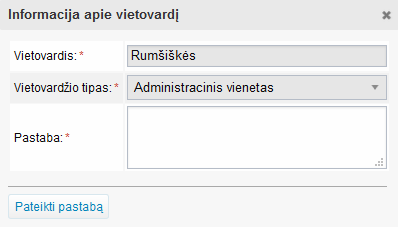 Informacija apie vietovardį
Vietovardis: * Rumšiškės
Vietovardžio tipas: * Administracinis vienetas
Pastaba: *
Pateikti pastabą